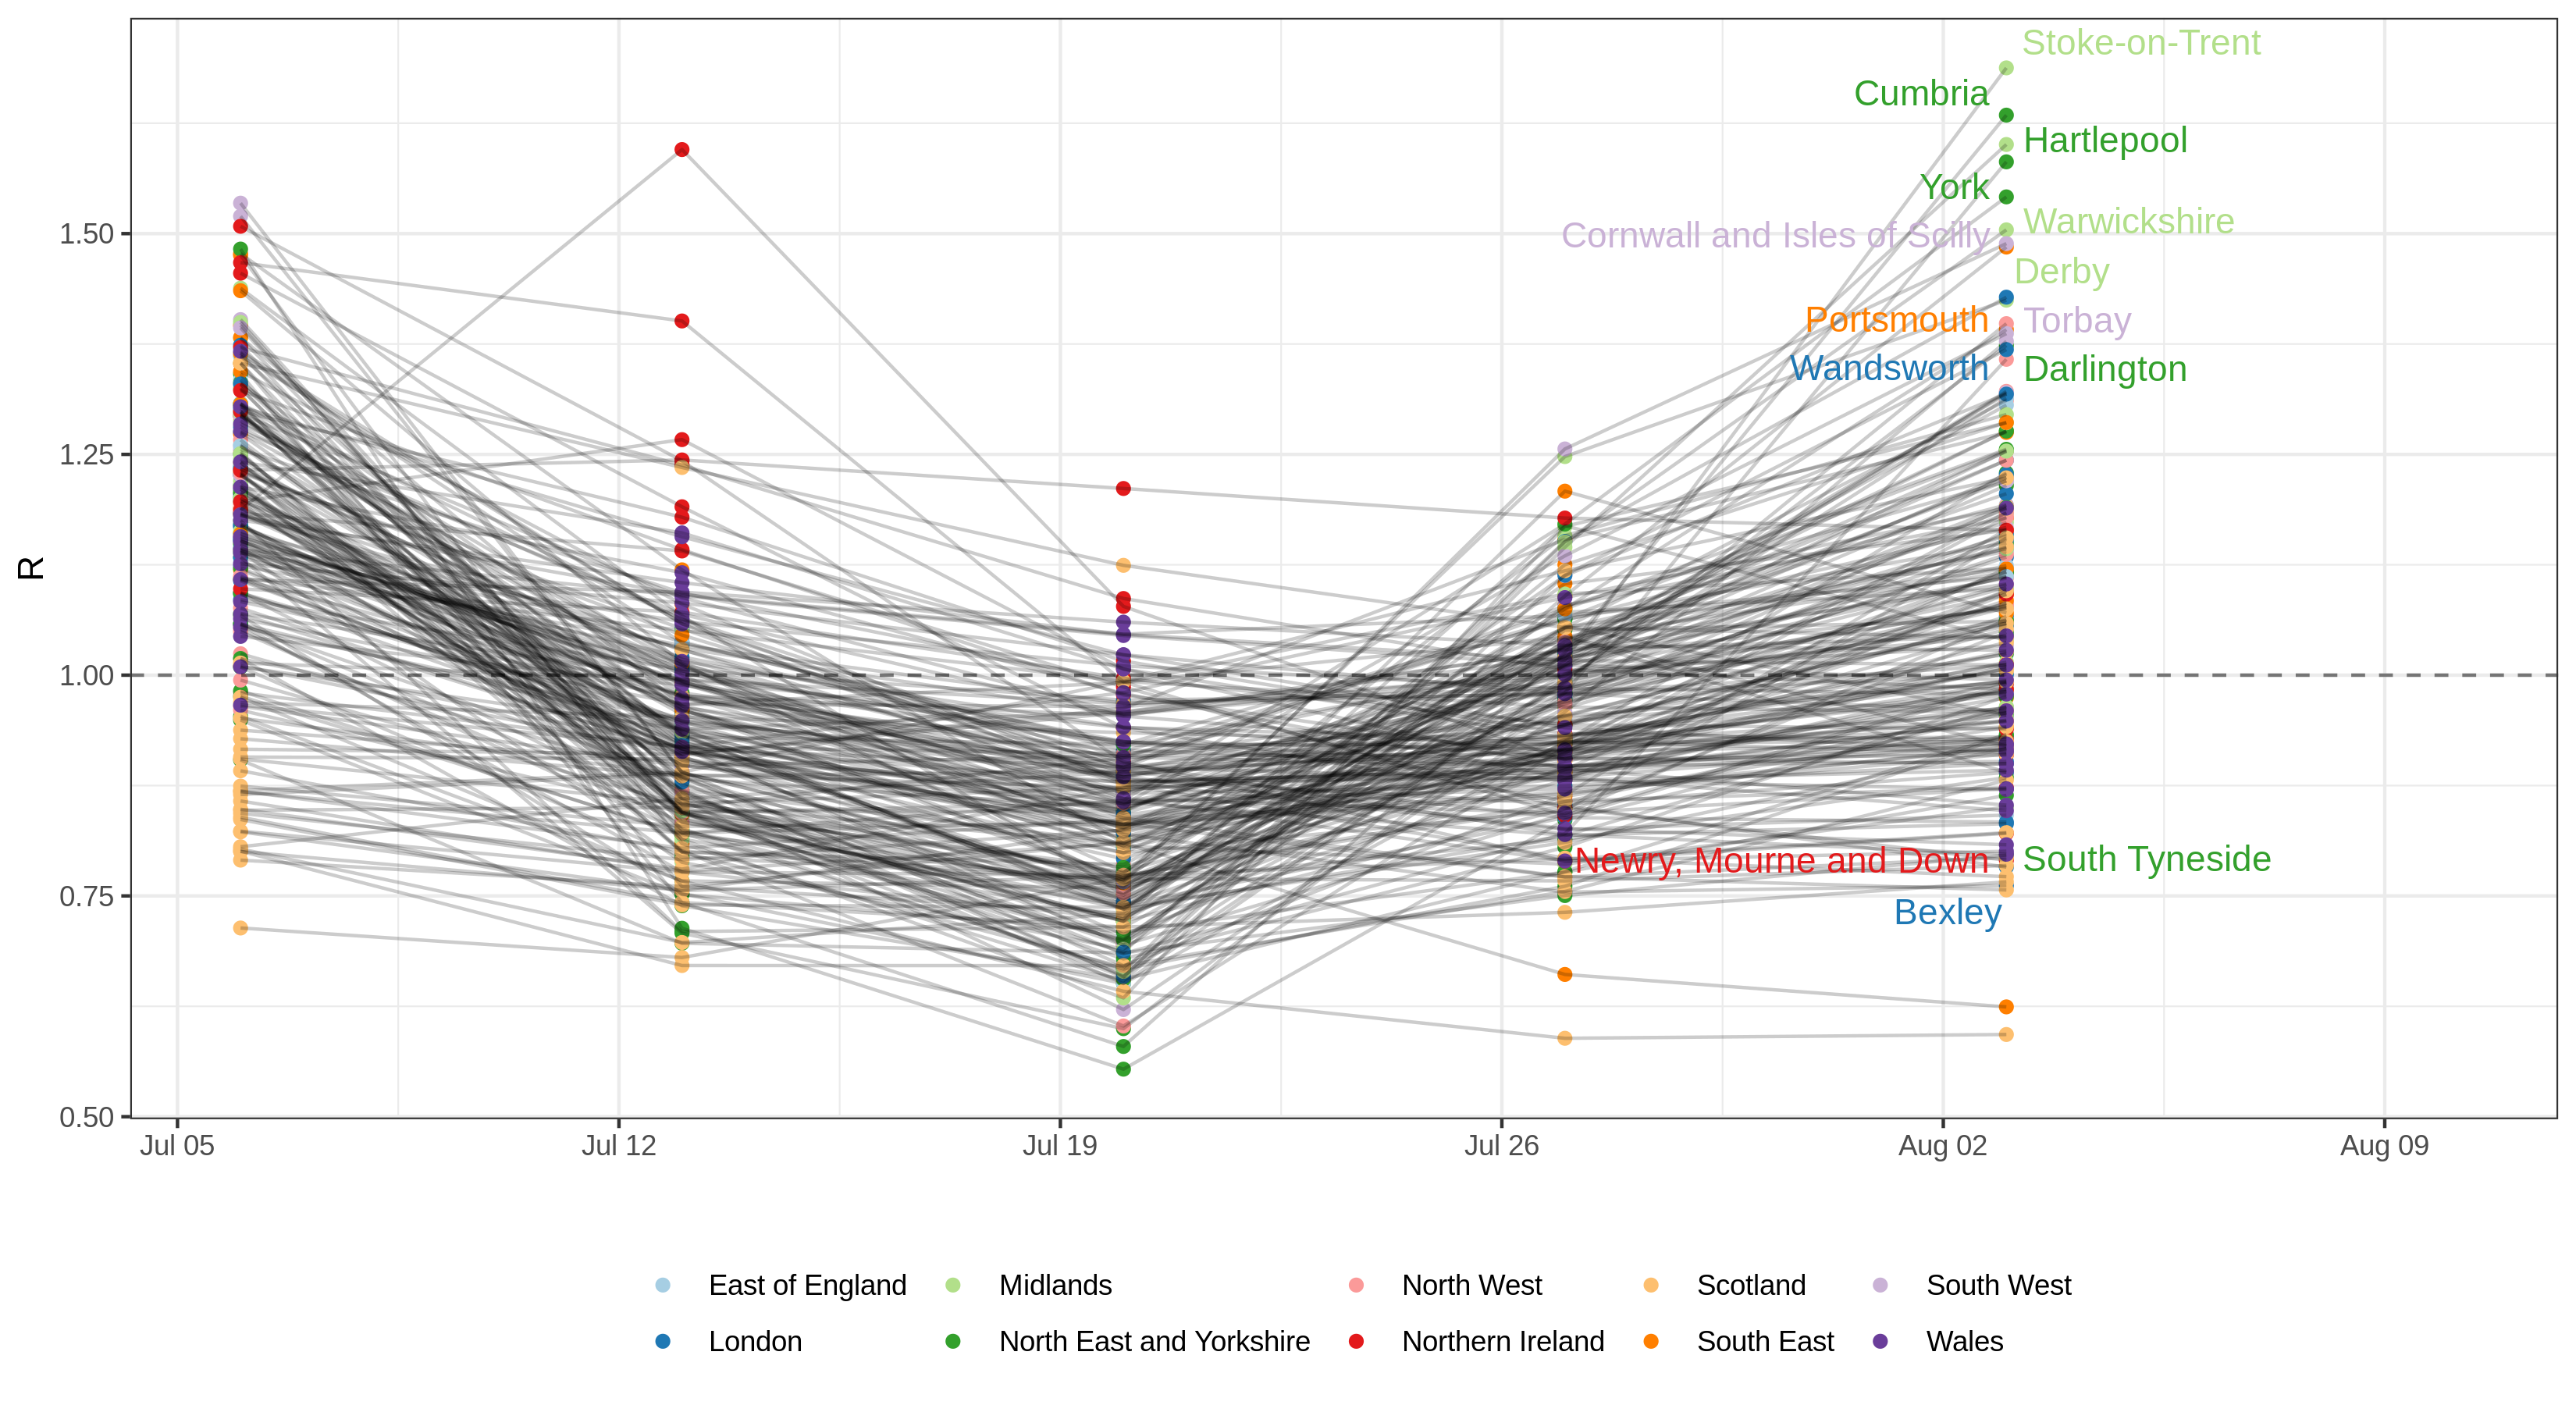 Stoke-on-Trent
Cumbria
Hartlepool
York
Warwickshire
Cornwall and Isles of Scilly
Derby
Portsmouth
Torbay
Wandsworth
Darlington
Newry, Mourne and Down
South Tyneside
Bexley
R
1.50
1.25
1.00
0.75
0.50
Jul 05
Jul 12
Jul 19
Jul 26
Aug 02
Aug 09
East of England
Midlands
North West
Scotland
South West
London
North East and Yorkshire
Northern Ireland
South East
Wales